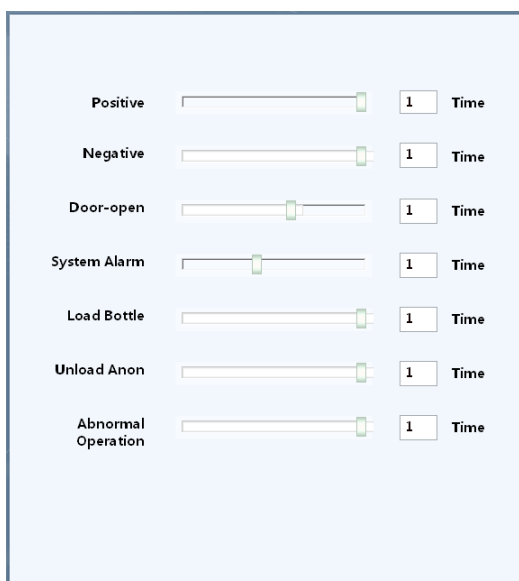 Positive 1 Time
Negative 1 Time
Door-open 1 Time
System Alarm 1 Time
Load Bottle 1 Time
Unload Anon 1 Time
Abnormal
Operation 1 Time